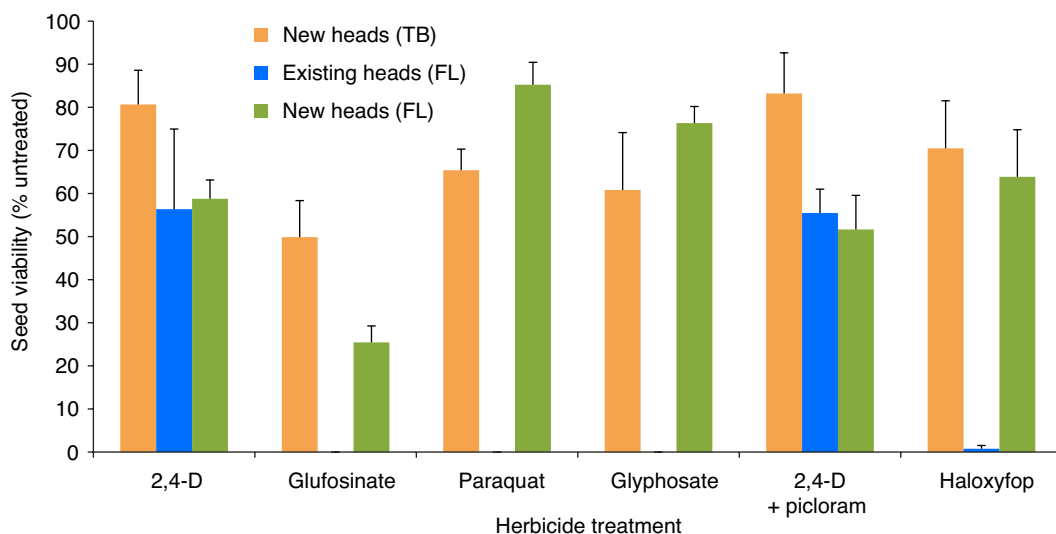 100
90
80
70
60
50
40
30
20
10
0
Seed viability (% untreated)
New heads (TB)
Existing heads (FL)
New heads (FL)
2,4-D
Glufosinate
Paraquat
Glyphosate
2,4-D
+ picloram
Haloxyfop
Herbicide treatment